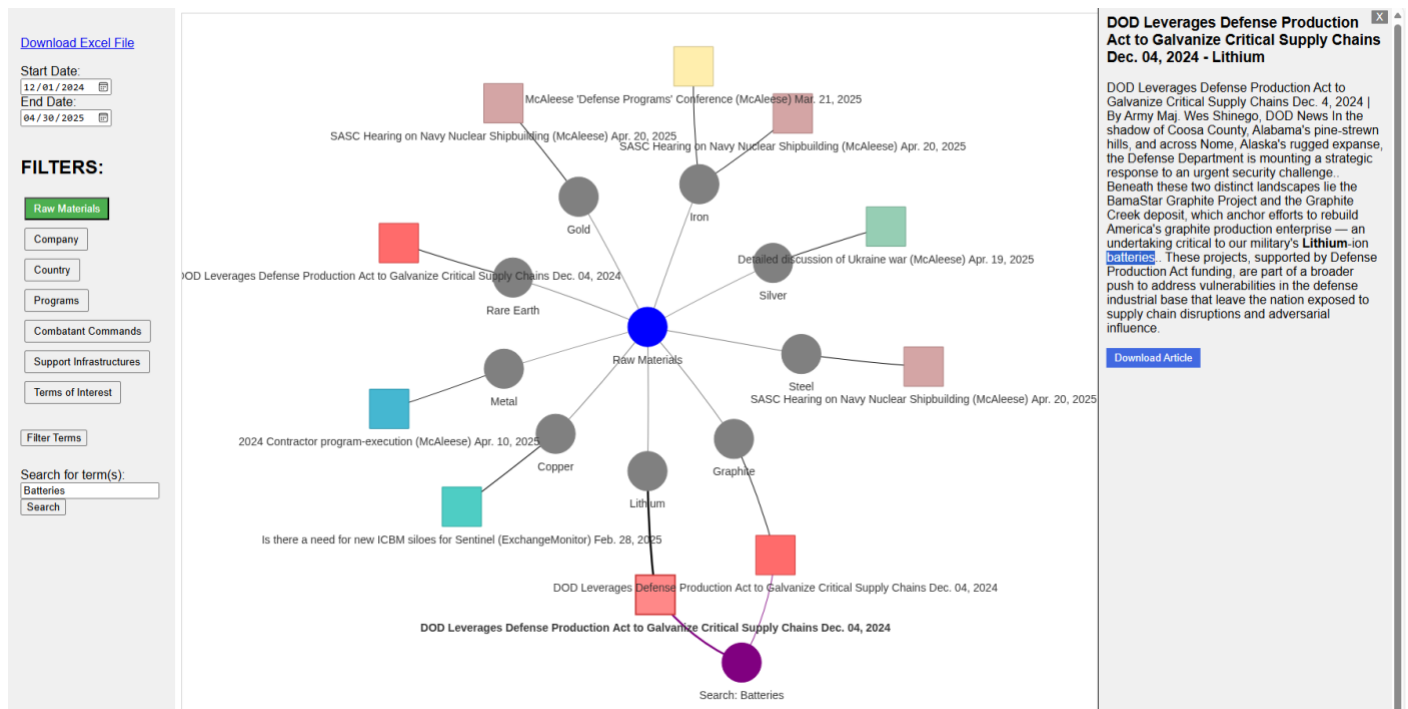 Download Excel File
Start Date:
12/01/2024
End Date:
04/30/2025
FILTERS:
Raw Materials
Company
Country
Programs
Combatant Commands
Support Infrastructures
Terms of Interest
Filter Terms
Search for term(s):
Batteries
Search
McAleese 'Defense Programs' Conference (McAleese) Mar. 21, 2025
SASC Hearing on Navy Nuclear Shipbuilding (McAleese) Apr. 20, 2025
SASC Hearing on Navy Nuclear Shipbuilding (McAleese) Apr. 20, 2025
Iron
Gold
Detailed discussion of Ukraine war (McAleese) Apr. 19, 2025
DOD Leverages Defense Production Act to Galvanize Critical Supply Chains Dec. 04, 2024
Silver
Rare Earth
Raw Materials
Steel
SASC Hearing on Navy Nuclear Shipbuilding (McAleese) Apr. 20, 2025
Metal
2024 Contractor program-execution (McAleese) Apr. 10, 2025
Copper
Graphite
Lithium
Is there a need for new ICBM siloes for Sentinel (ExchangeMonitor) Feb. 28, 2025
DOD Leverages Defense Production Act to Galvanize Critical Supply Chains Dec. 04, 2024
DOD Leverages Defense Production Act to Galvanize Critical Supply Chains Dec. 04, 2024
Search: Batteries
X
DOD Leverages Defense Production
Act to Galvanize Critical Supply Chains
Dec. 04, 2024 - Lithium
DOD Leverages Defense Production Act to
Galvanize Critical Supply Chains Dec. 4, 2024 |
By Army Maj. Wes Shinego, DOD News In the
shadow of Coosa County, Alabama's pine-strewn
hills, and across Nome, Alaska's rugged expanse,
the Defense Department is mounting a strategic
response to an urgent security challenge..
Beneath these two distinct landscapes lie the
BamaStar Graphite Project and the Graphite
Creek deposit, which anchor efforts to rebuild
America's graphite production enterprise — an
undertaking critical to our military's Lithium-ion
batteries.. These projects, supported by Defense
Production Act funding, are part of a broader
push to address vulnerabilities in the defense
industrial base that leave the nation exposed to
supply chain disruptions and adversarial
influence.
Download Article